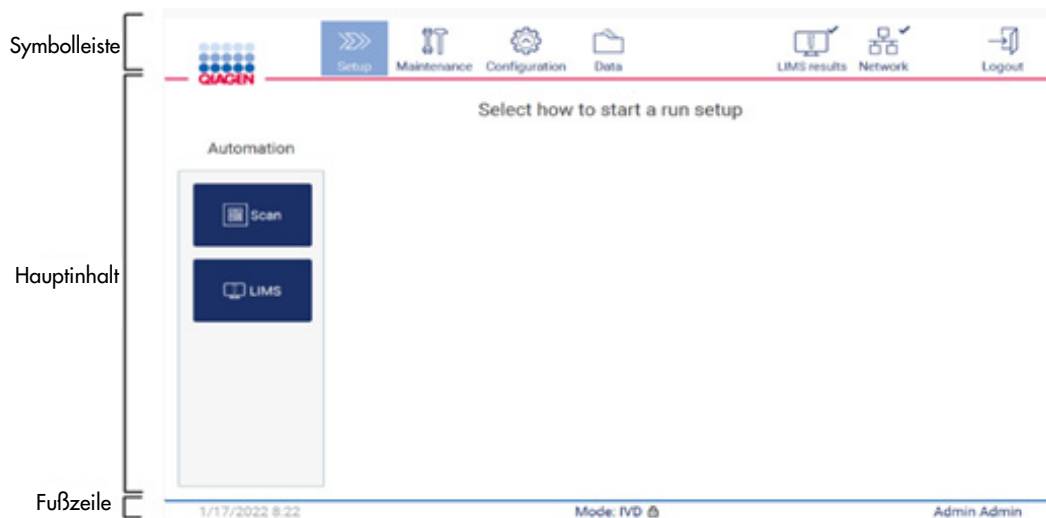 Symbolleiste
QIAGEN
Setup Maintenance Configuration Data LIMS results Network Logout
Select how to start a run setup
Automation
Scan
Hauptinhalt
LIMS
Fußzeile
1/17/2022 8:22 Mode: IVD Admin Admin